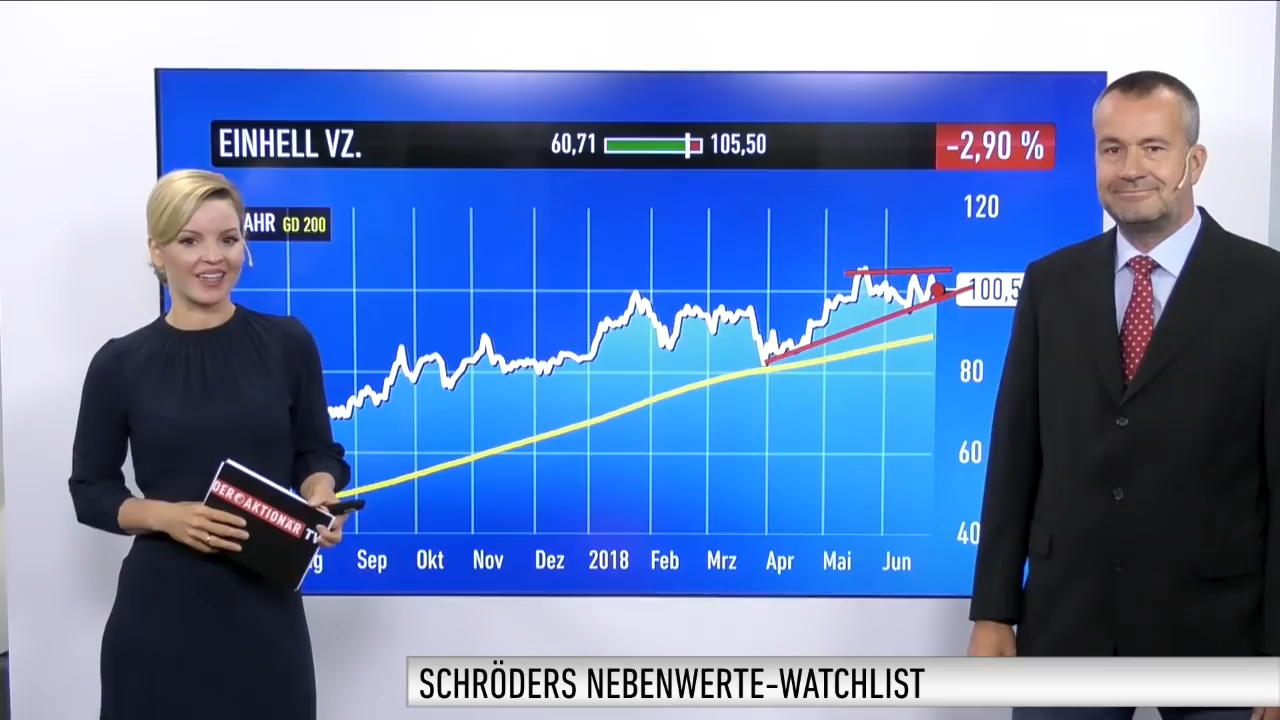 EINHELL VZ.
60,71
105,50
-2,90 %
AHR GD 200
120
100,5
80
60
40
Sep Okt Nov Dez 2018 Feb Mrz Apr Mai Jun
DER AKTIONÄR TV
SCHRÖDERS NEBENWERTE-WATCHLIST